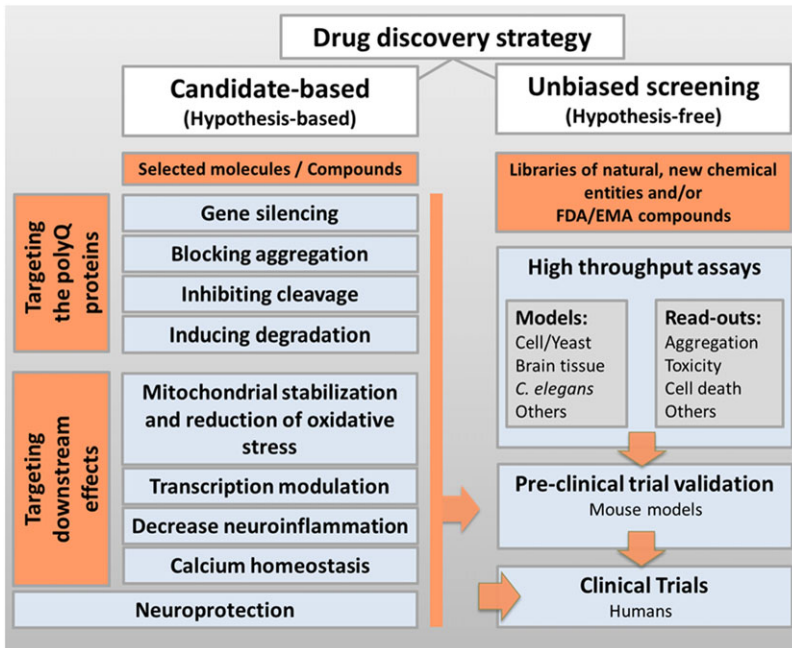 Drug discovery strategy
Candidate-based
(Hypothesis-based)
Unbiased screening
(Hypothesis-free)
Selected molecules / Compounds
Libraries of natural, new chemical
entities and/or
FDA/EMA compounds
Targeting
the polyQ
proteins
Gene silencing
Blocking aggregation
Inhibiting cleavage
Inducing degradation
Targeting
downstream
effects
Mitochondrial stabilization
and reduction of oxidative
stress
Transcription modulation
Decrease neuroinflammation
Calcium homeostasis
Neuroprotection
High throughput assays
Models:
Cell/Yeast
Brain tissue
C. elegans
Others
Read-outs:
Aggregation
Toxicity
Cell death
Others
Pre-clinical trial validation
Mouse models
Clinical Trials
Humans